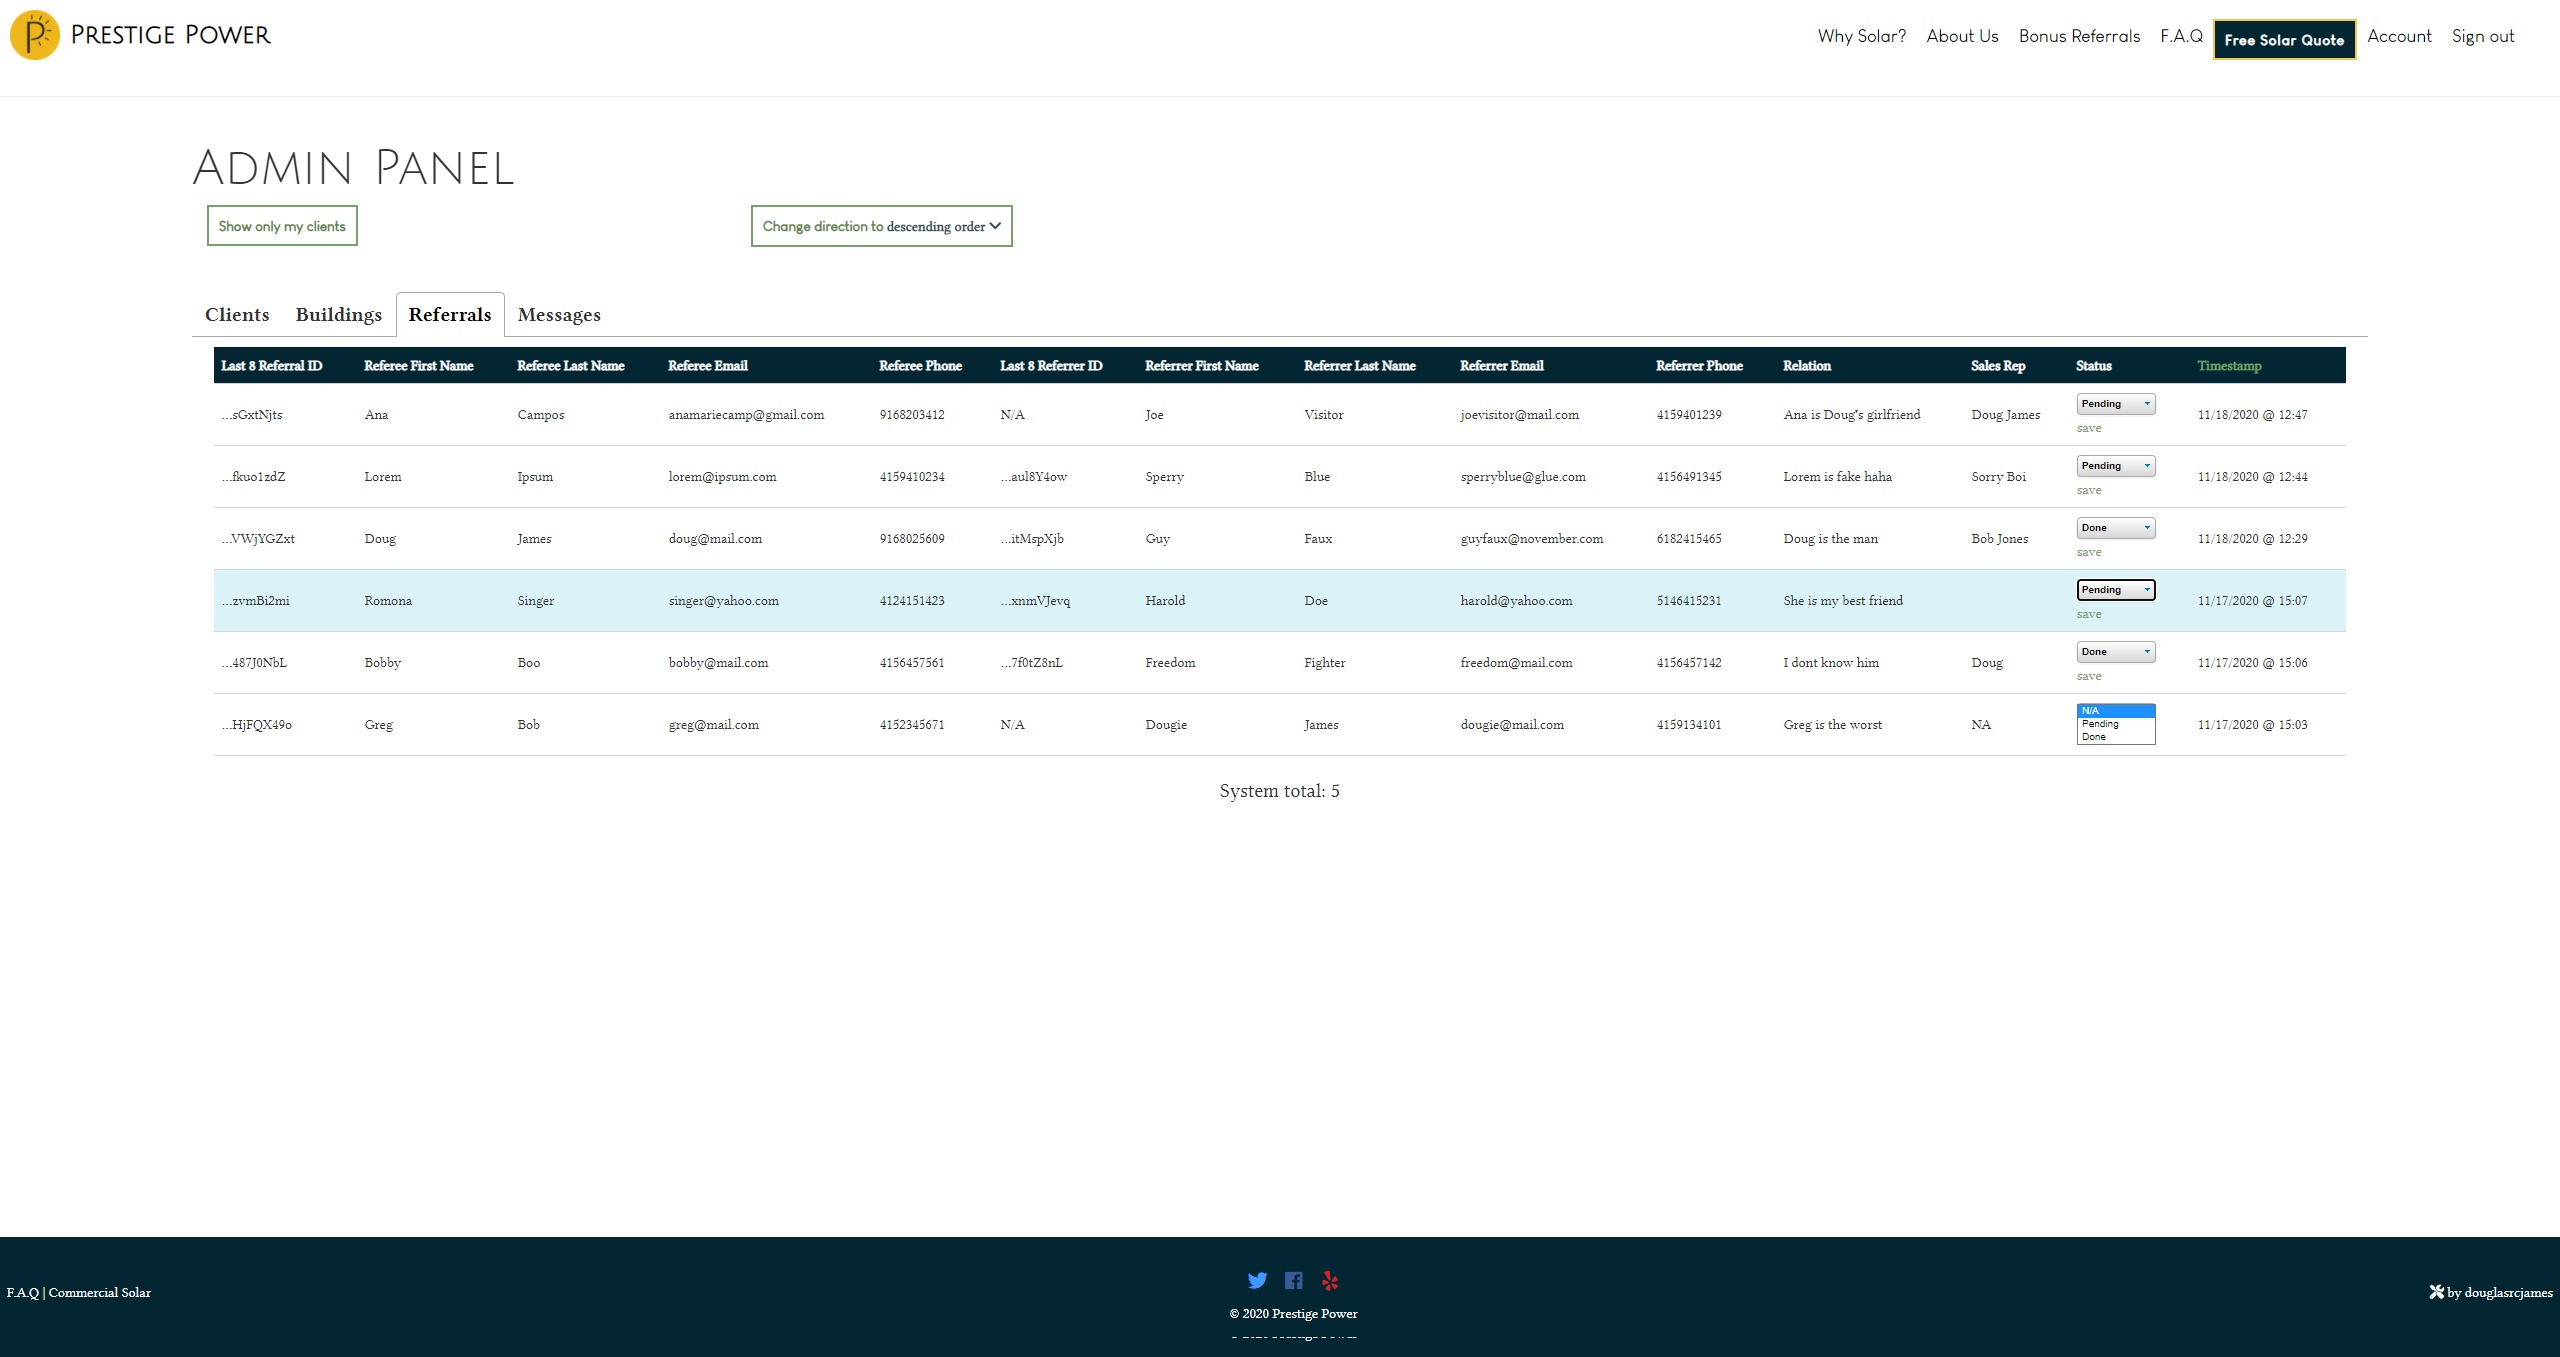 PRESTIGE POWER
Why Solar? About Us Bonus Referrals F.A.Q Free Solar Quote Account Sign out
ADMIN PANEL
Show only my clients Change direction to descending order
Clients Buildings Referrals Messages
Last 8 Referral ID Referee First Name Referee Last Name Referee Email Referee Phone Last 8 Referrer ID Referrer First Name Referrer Last Name Referrer Email Referrer Phone Relation Sales Rep Status Timestamp
...sGxtNjts Ana Campos anamariecamp@gmail.com 9168203412 N/A Joe Visitor joevisitor@mail.com 4159401239 Ana is Doug's girlfriend Doug James Pending 11/18/2020 @ 12:47
save
...fkuo1zdZ Lorem Ipsum lorem@ipsum.com 4159410234 ...aul8Y4ow Sperry Blue sperryblue@glue.com 4156491345 Lorem is fake haha Sorry Boi Pending 11/18/2020 @ 12:44
save
...VWjYGZxt Doug James doug@mail.com 9168025609 ...itMspXjb Guy Faux guyfaux@november.com 6182415465 Doug is the man Bob Jones Done 11/18/2020 @ 12:29
save
...zvmBi2mi Romona Singer singer@yahoo.com 4124151423 ...xnmVJevq Harold Doe harold@yahoo.com 5146415231 She is my best friend Pending 11/17/2020 @ 15:07
save
...487J0NbL Bobby Boo bobby@mail.com 4156457561 ...7f0tZ8nL Freedom Fighter freedom@mail.com 4156457142 I dont know him Doug Done 11/17/2020 @ 15:06
save
...HjFQX49o Greg Bob greg@mail.com 4152345671 N/A Dougie James dougie@mail.com 4159134101 Greg is the worst NA N/A 11/17/2020 @ 15:03
Pending
Done
System total: 5
F.A.Q | Commercial Solar
© 2020 Prestige Power
by douglasrcjames